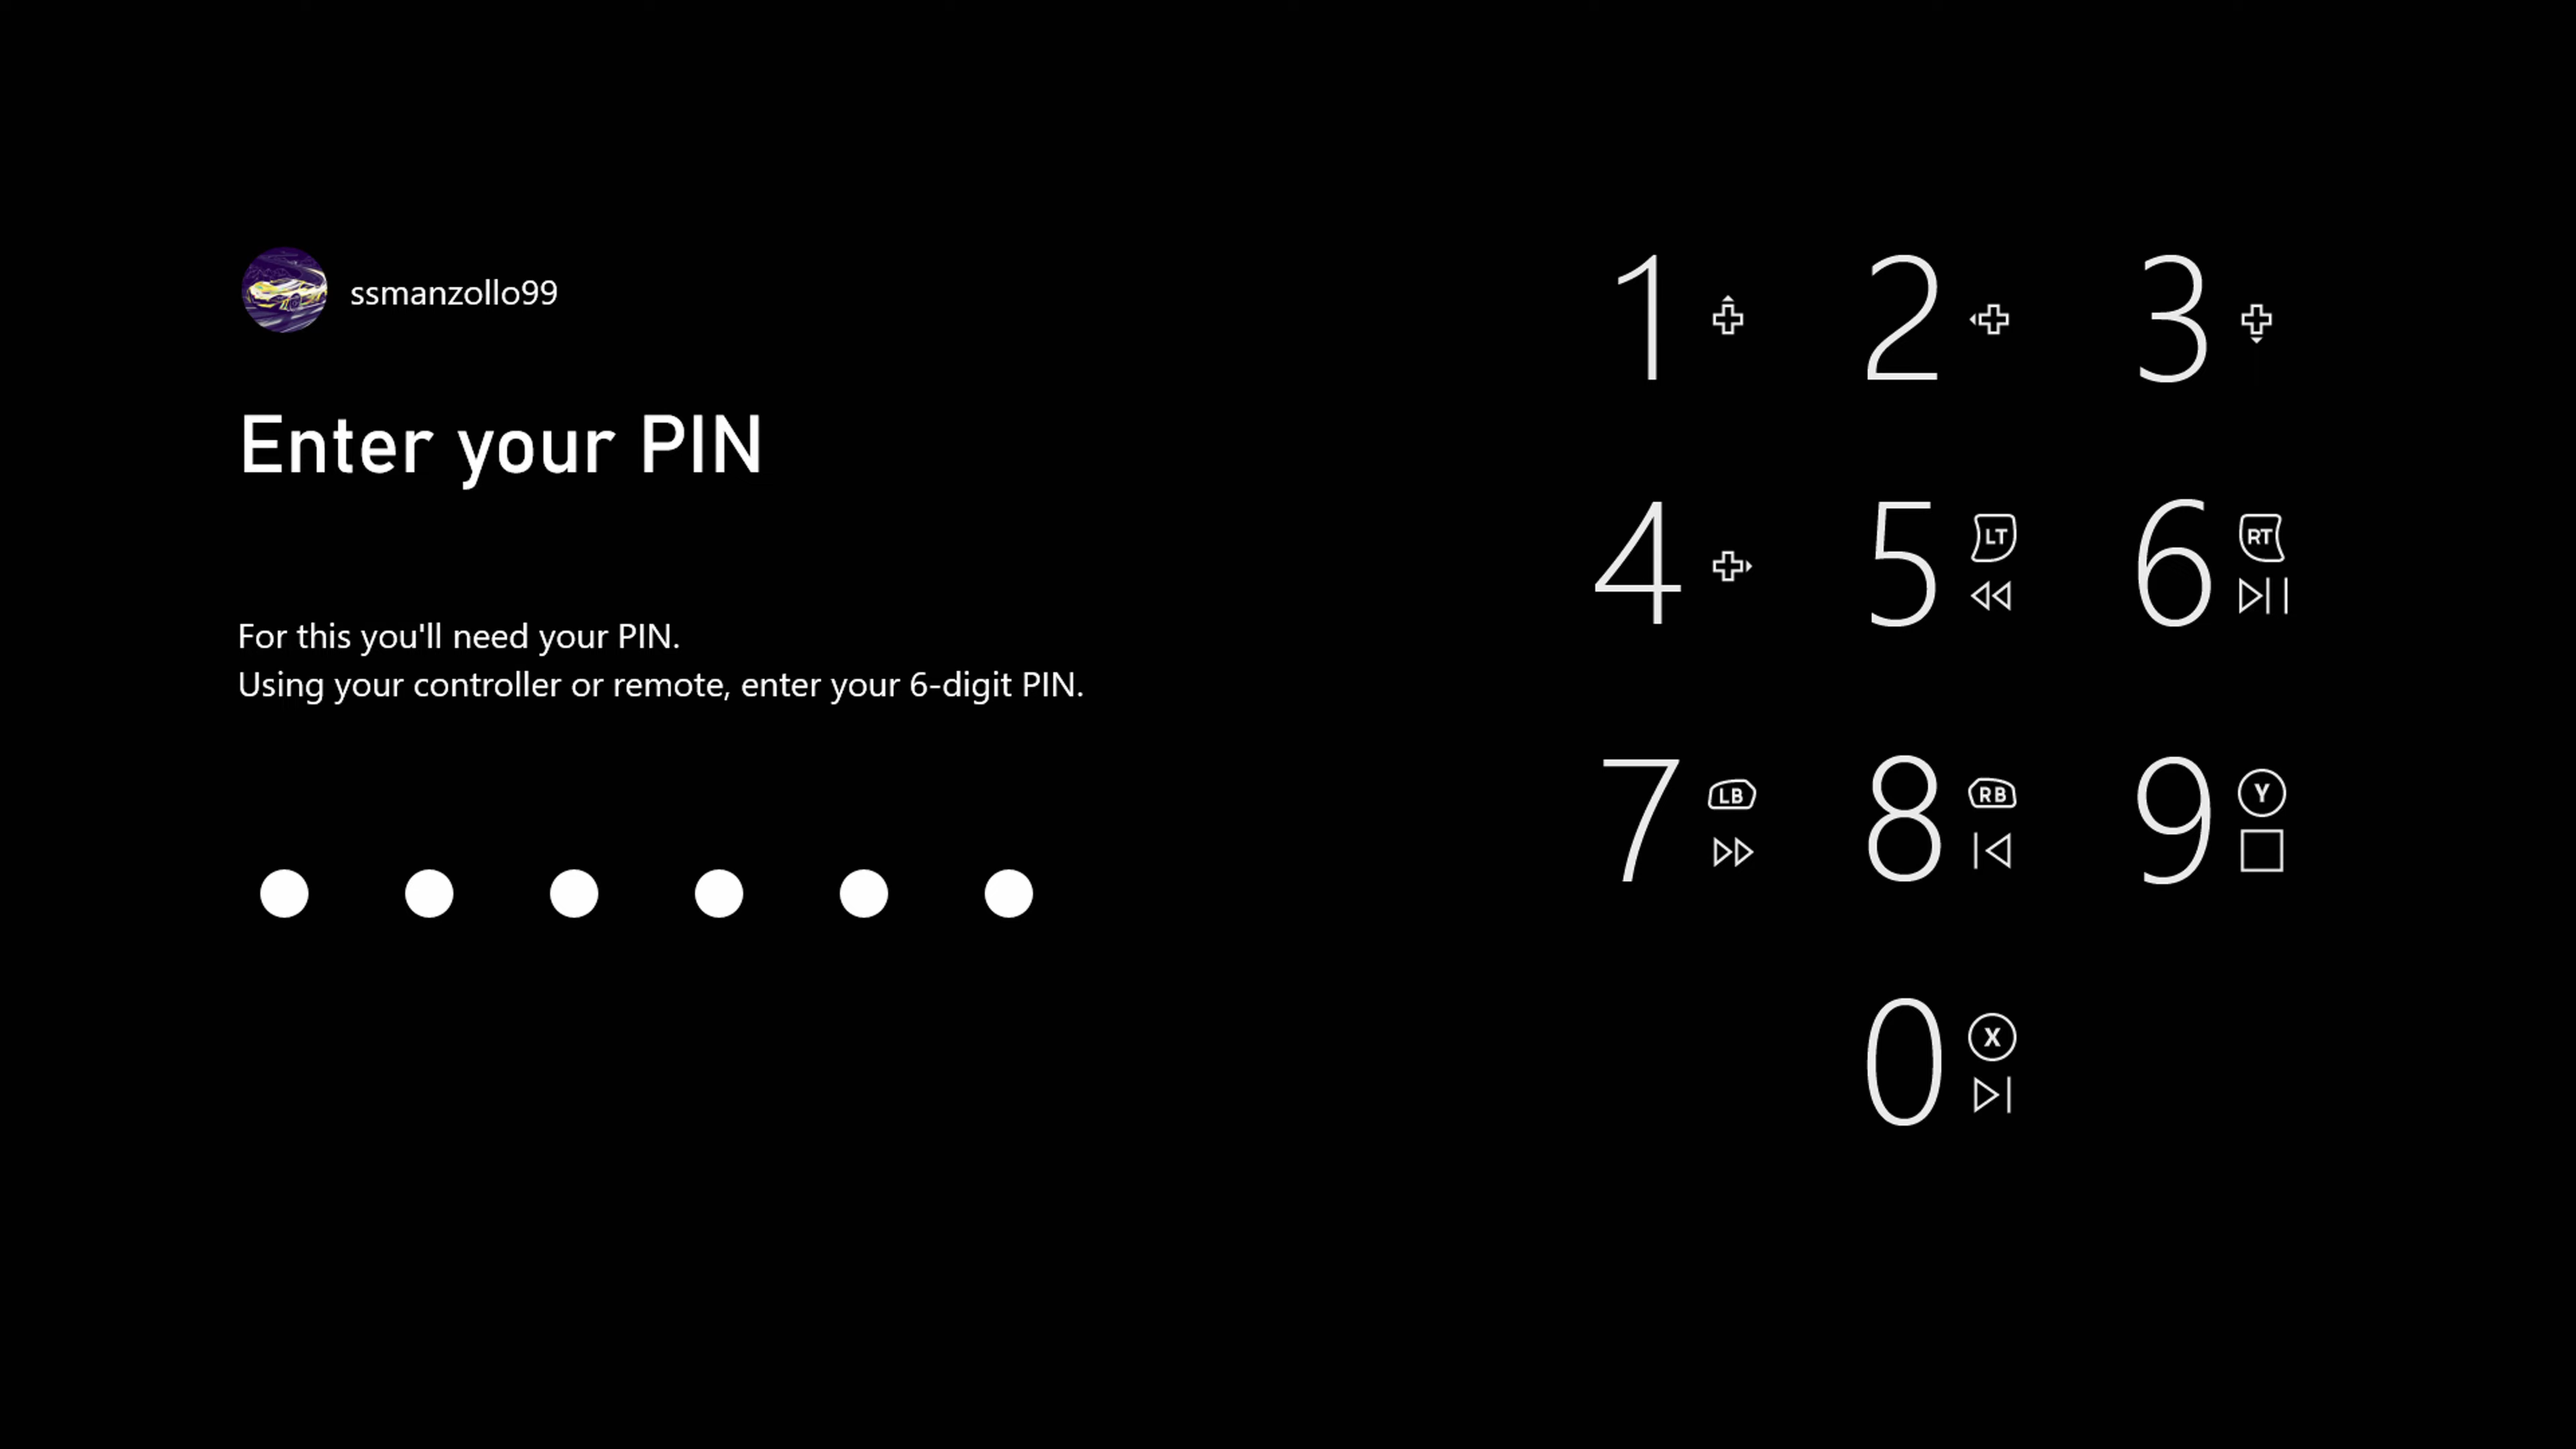 ssmanzollo99
Enter your PIN
For this you'll need your PIN.
Using your controller or remote, enter your 6-digit PIN.
1 2 3
4 5 LT 6 RT
7 LB 8 RB 9 Y
0 X